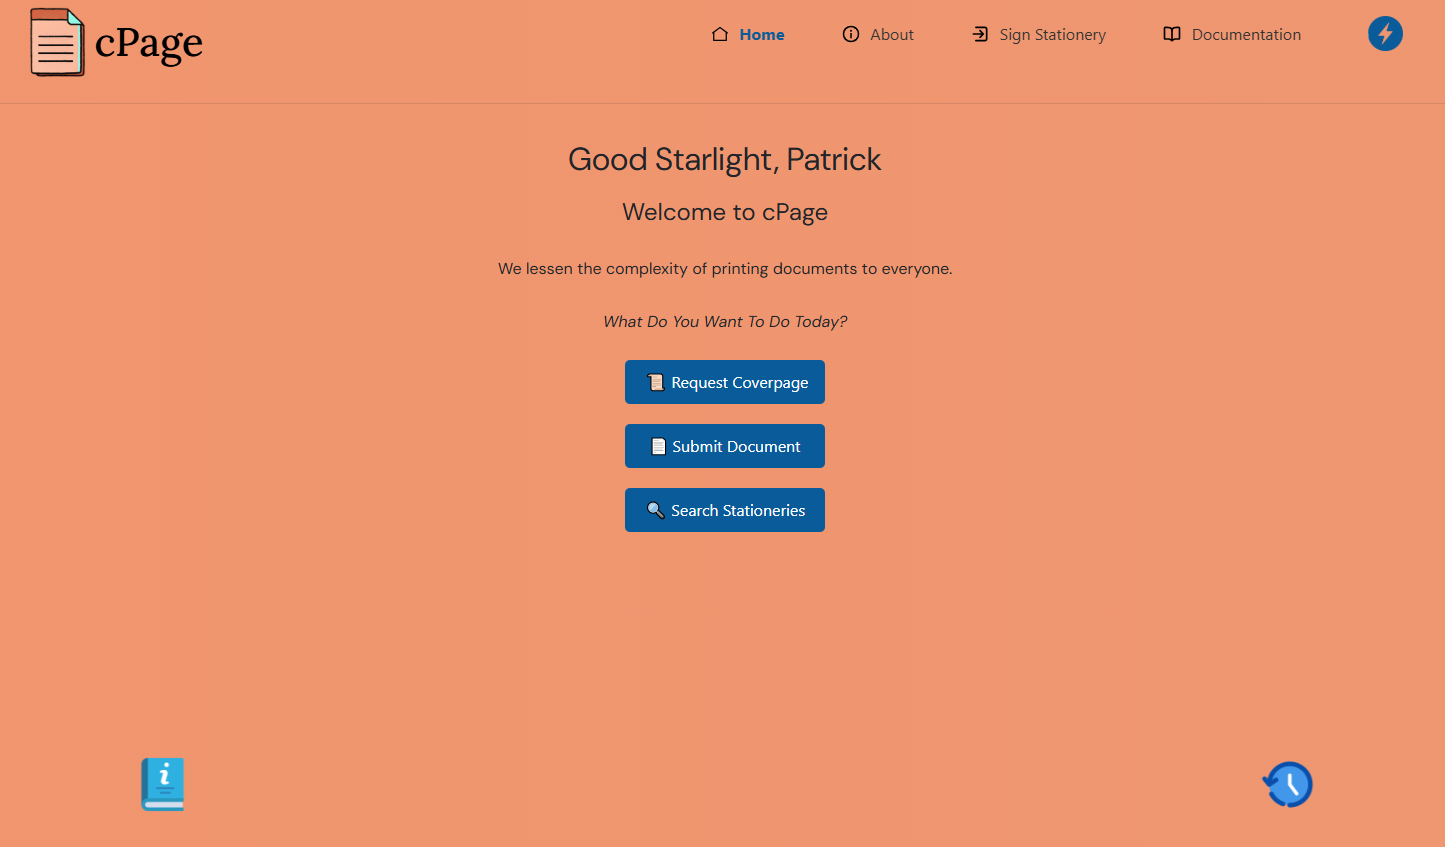 cPage
Home
About
Sign Stationery
Documentation
Good Starlight, Patrick
Welcome to cPage
We lessen the complexity of printing documents to everyone.
What Do You Want To Do Today?
Request Coverpage
Submit Document
Search Stationeries
i